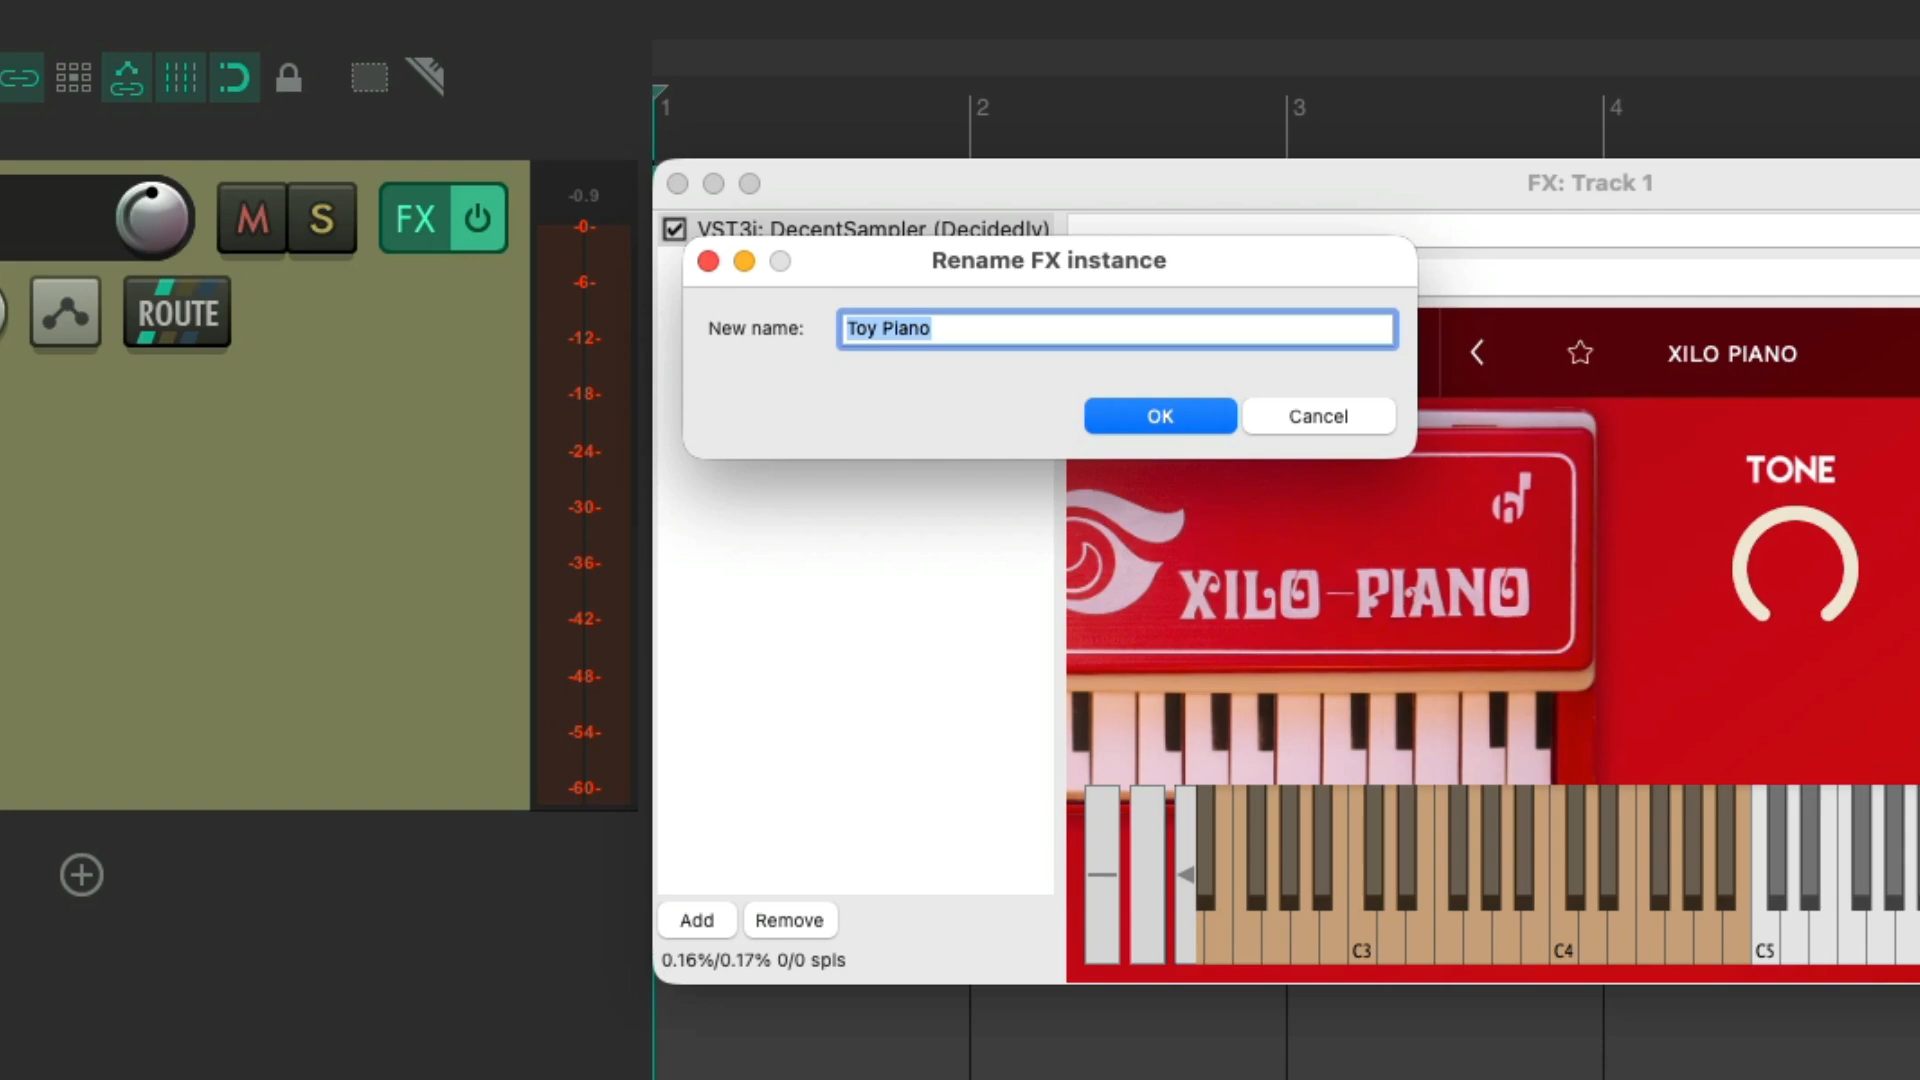 1
2
3
4
FX: Track 1
-0.9
M
S
FX
-0-
VST3i: DecentSampler (Decidedly)
Rename FX instance
-6-
ROUTE
New name:
Toy Piano
-12-
XILO PIANO
-18-
OK
Cancel
-24-
TONE
-30-
-36-
XILO-PIANO
-42-
-48-
-54-
-60-
Add
Remove
C3
C4
C5
0.16%/0.17% 0/0 spls